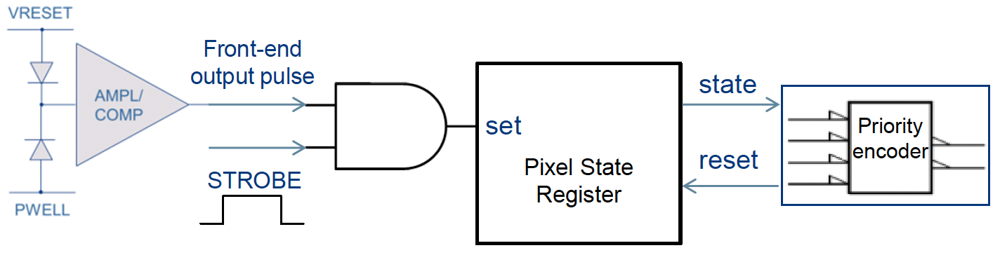 VRESET
AMPL/
COMP
PWELL
Front-end
output pulse
STROBE
set
Pixel State
Register
state
reset
Priority
encoder